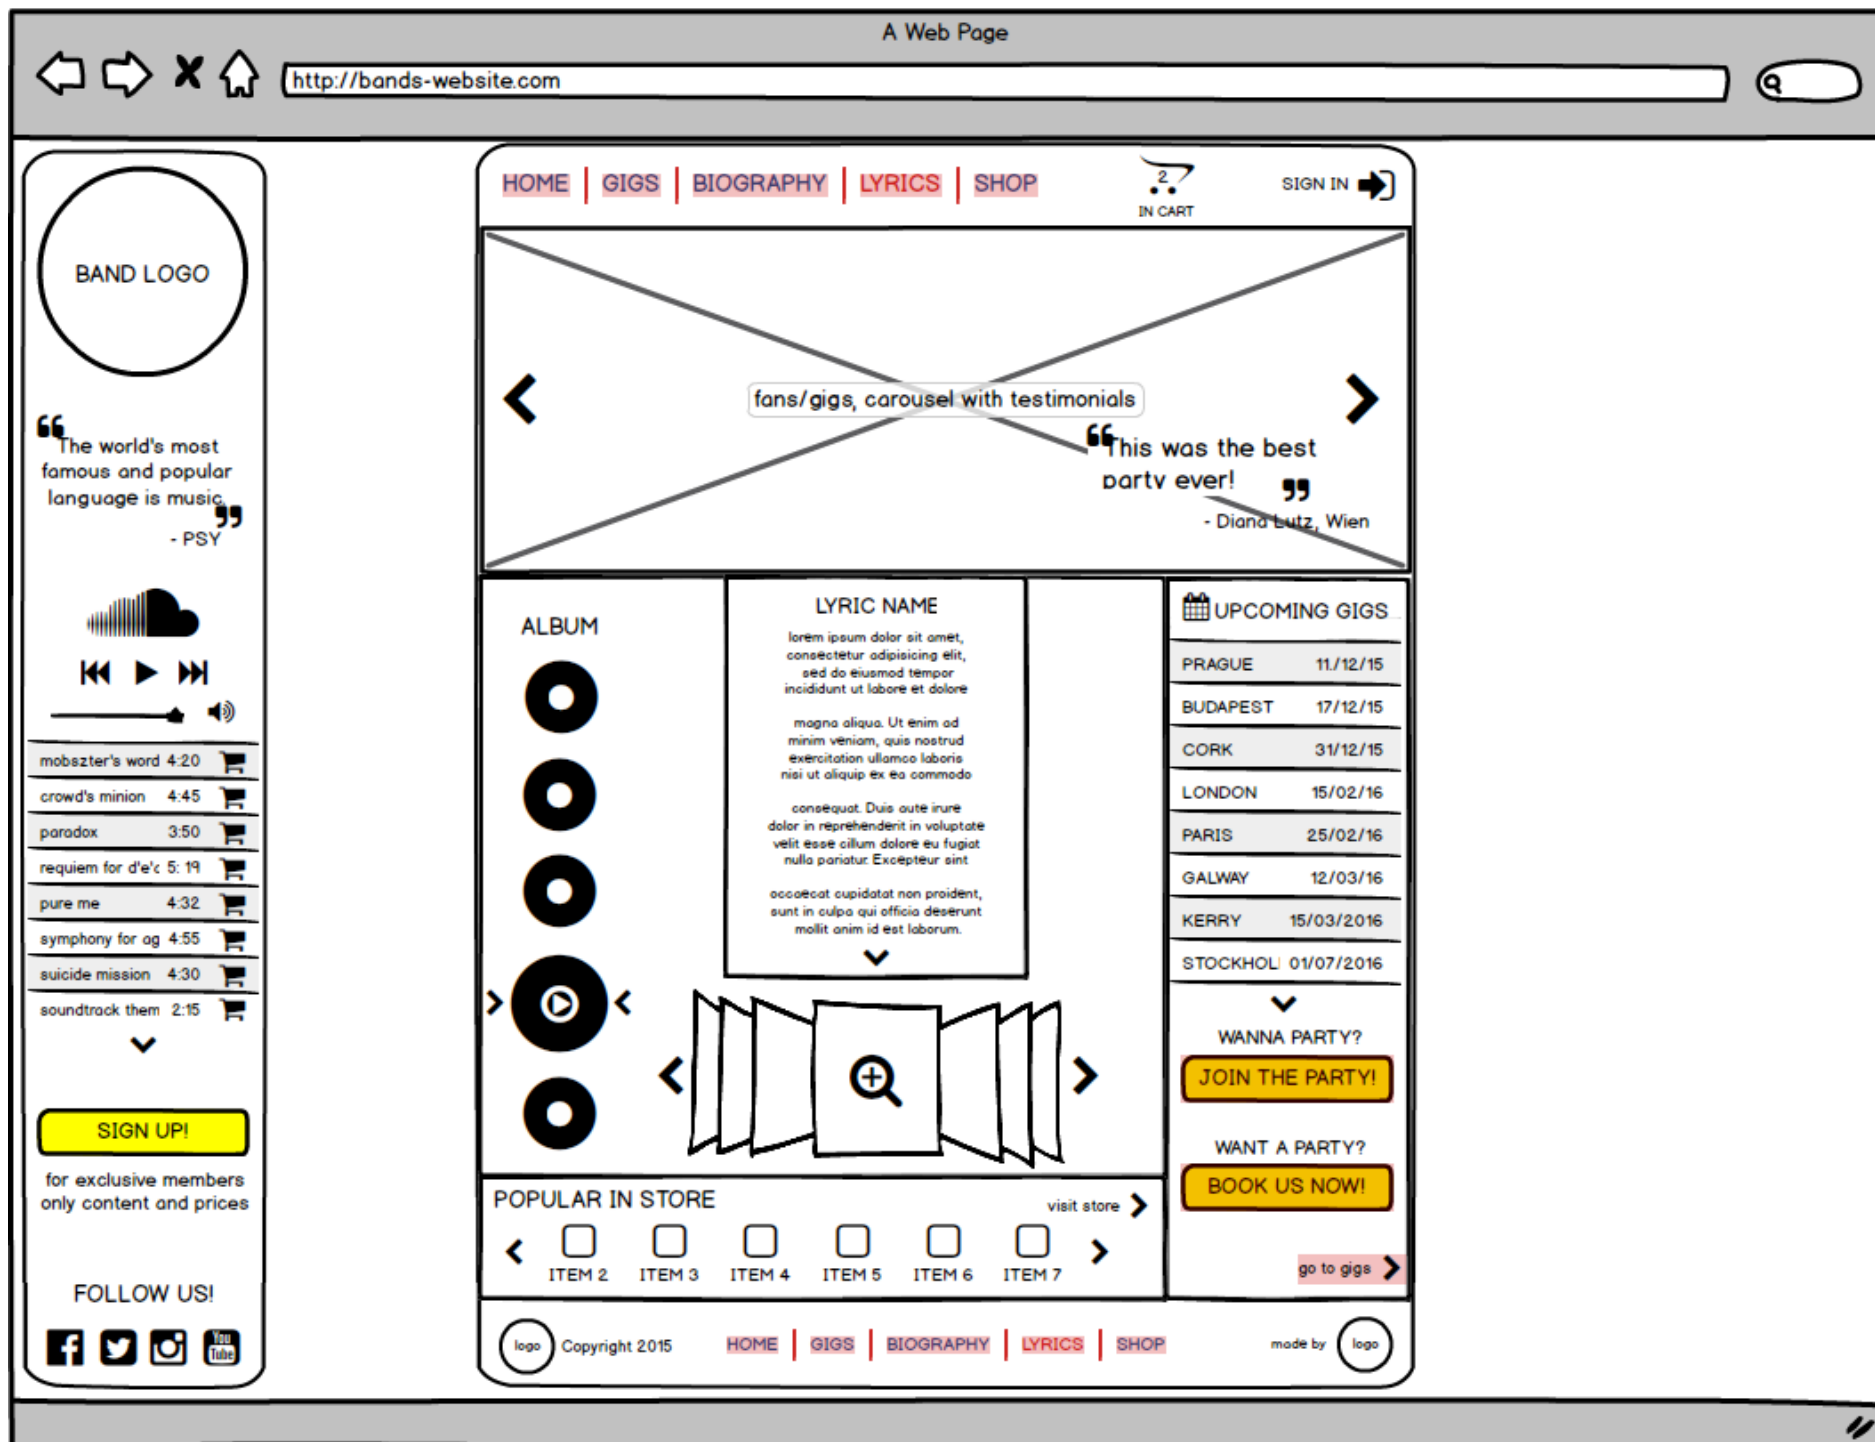 A Web Page
http://bands-website.com
BAND LOGO
The world's most
famous and popular
language is music
- PSY
mobszter's word 4:20
crowd's minion 4:45
paradox 3:50
requiem for d'e'c 5: 19
pure me 4:32
symphony for ag 4:55
suicide mission 4:30
soundtrack them 2:15
SIGN UP!
for exclusive members
only content and prices
FOLLOW US!
You
Tube
HOME GIGS BIOGRAPHY LYRICS SHOP
2
IN CART
SIGN IN
fans/gigs, carousel with testimonials
This was the best
party ever!
- Diana Lutz, Wien
ALBUM
LYRIC NAME
lorem ipsum dolor sit amet,
consectetur adipisicing elit,
sed do eiusmod tempor
incididunt ut labore et dolore
magna aliqua. Ut enim ad
minim veniam, quis nostrud
exercitation ullamco laboris
nisi ut aliquip ex ea commodo
consequat. Duis aute irure
dolor in reprehenderit in voluptate
velit esse cillum dolore eu fugiat
nulla pariatur. Excepteur sint
occaecat cupidatat non proident,
sunt in culpa qui officia deserunt
mollit anim id est laborum.
UPCOMING GIGS
PRAGUE 11./12/15
BUDAPEST 17/12/15
CORK 31/12/15
LONDON 15/02/16
PARIS 25/02/16
GALWAY 12/03/16
KERRY 15/03/2016
STOCKHOL 01/07/2016
WANNA PARTY?
JOIN THE PARTY!
WANT A PARTY?
BOOK US NOW!
go to gigs
POPULAR IN STORE
visit store
ITEM 2 ITEM 3 ITEM 4 ITEM 5 ITEM 6 ITEM 7
logo Copyright 2015 HOME GIGS BIOGRAPHY LYRICS SHOP made by logo